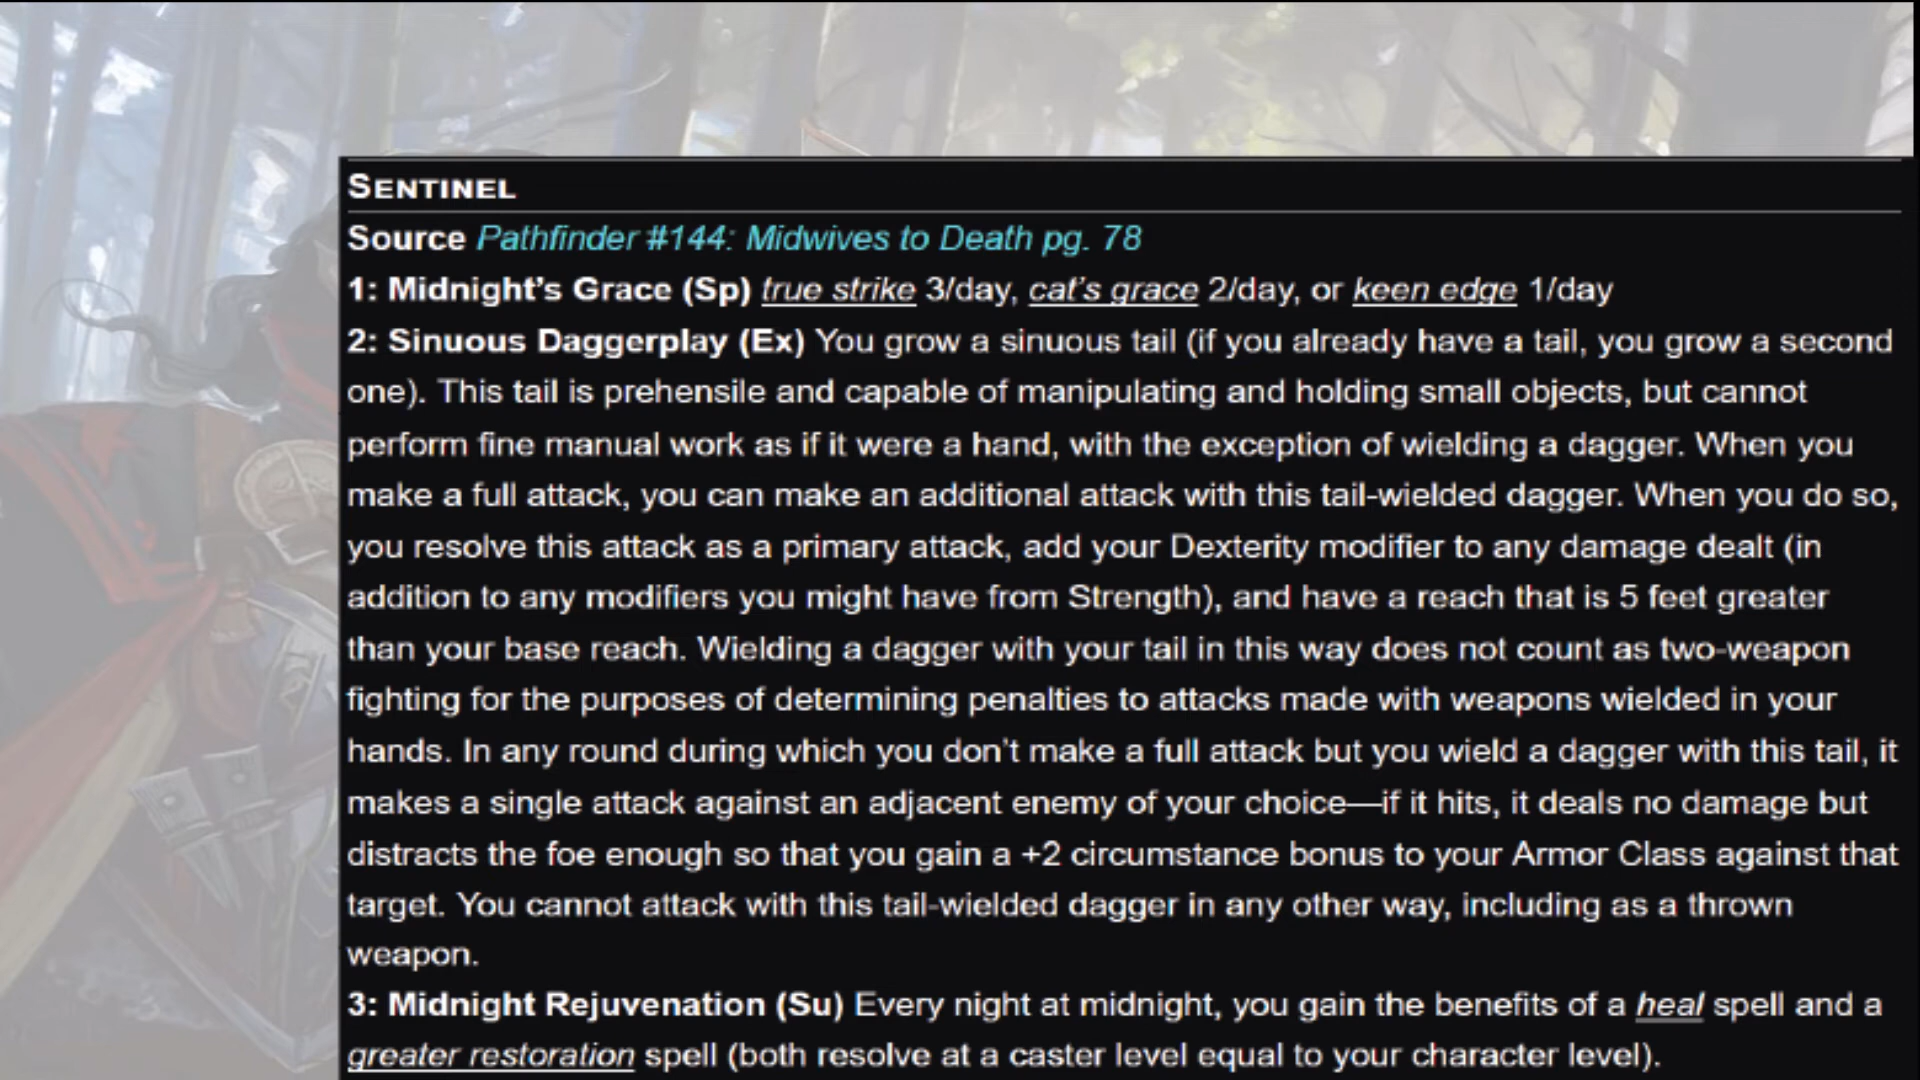 SENTINEL
Source Pathfinder #144: Midwives to Death pg. 78
1: Midnight's Grace (Sp) true strike 3/day, cat's grace 2/day, or keen edge 1/day
2: Sinuous Daggerplay (Ex) You grow a sinuous tail (if you already have a tail, you grow a second
one). This tail is prehensile and capable of manipulating and holding small objects, but cannot
perform fine manual work as if it were a hand, with the exception of wielding a dagger. When you
make a full attack, you can make an additional attack with this tail-wielded dagger. When you do so,
you resolve this attack as a primary attack, add your Dexterity modifier to any damage dealt (in
addition to any modifiers you might have from Strength), and have a reach that is 5 feet greater
than your base reach. Wielding a dagger with your tail in this way does not count as two-weapon
fighting for the purposes of determining penalties to attacks made with weapons wielded in your
hands. In any round during which you don't make a full attack but you wield a dagger with this tail, it
makes a single attack against an adjacent enemy of your choice—if it hits, it deals no damage but
distracts the foe enough so that you gain a +2 circumstance bonus to your Armor Class against that
target. You cannot attack with this tail-wielded dagger in any other way, including as a thrown
weapon.
3: Midnight Rejuvenation (Su) Every night at midnight, you gain the benefits of a heal spell and a
greater restoration spell (both resolve at a caster level equal to your character level).